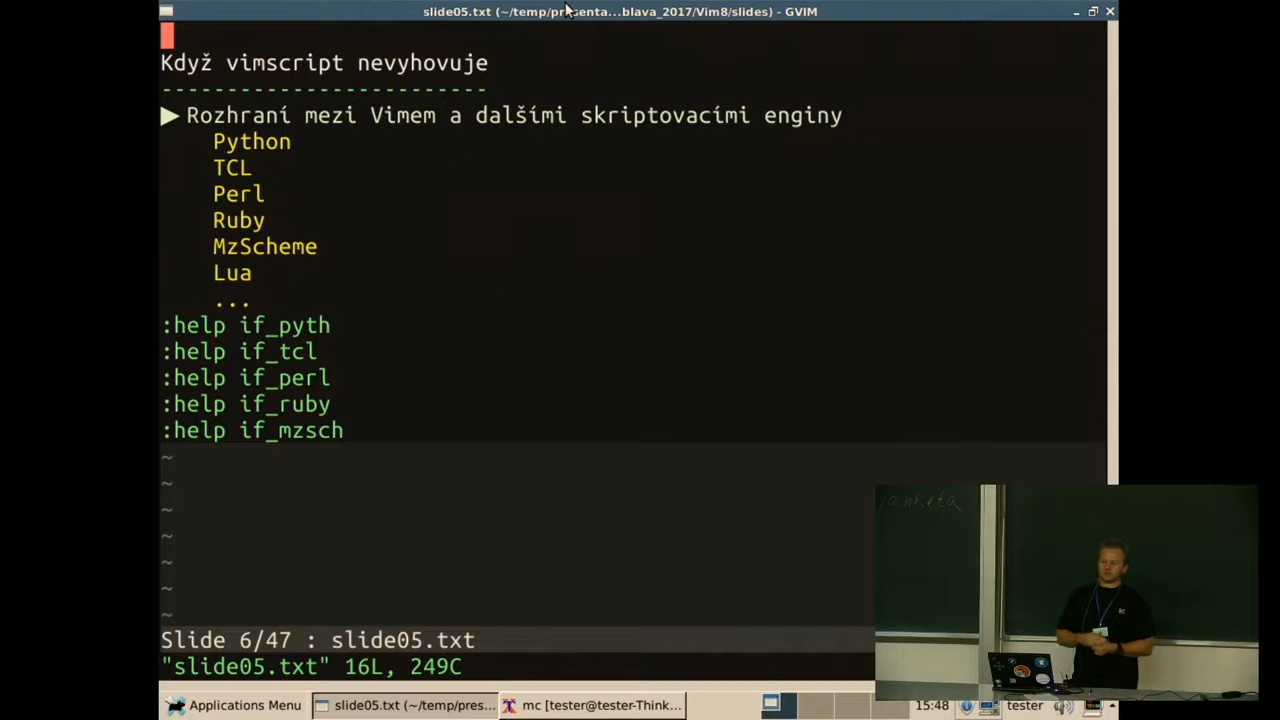 slide05.txt (~/temp/presenta...blava_2017/Vim8/slides) - GVIM
Když vimscript nevyhovuje
-------------------------
▶ Rozhraní mezi Vimem a dalšími skriptovacími enginy
Python
TCL
Perl
Ruby
MzScheme
Lua
...
:help if_pyth
:help if_tcl
:help if_perl
:help if_ruby
:help if_mzsch
~
~
~
~
~
~
~
Slide 6/47 : slide05.txt
"slide05.txt" 16L, 249C
anketa
Applications Menu
slide05.txt (~/temp/pres...
mc [tester@tester-Think...
15:48
tester